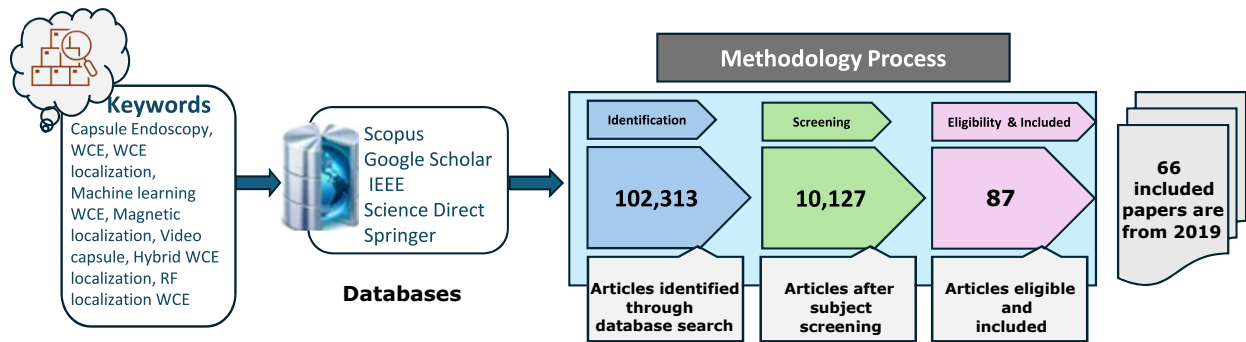 Keywords
Capsule Endoscopy,
WCE, WCE
localization,
Machine learning
WCE, Magnetic
localization, Video
capsule, Hybrid WCE
localization, RF
localization WCE
Scopus
Google Scholar
IEEE
Science Direct
Springer
Databases
Methodology Process
Identification
Screening
Eligibility & Included
102,313
10,127
87
Articles identified
through
database search
Articles after
subject
screening
Articles eligible
and
included
66
included
papers are
from 2019